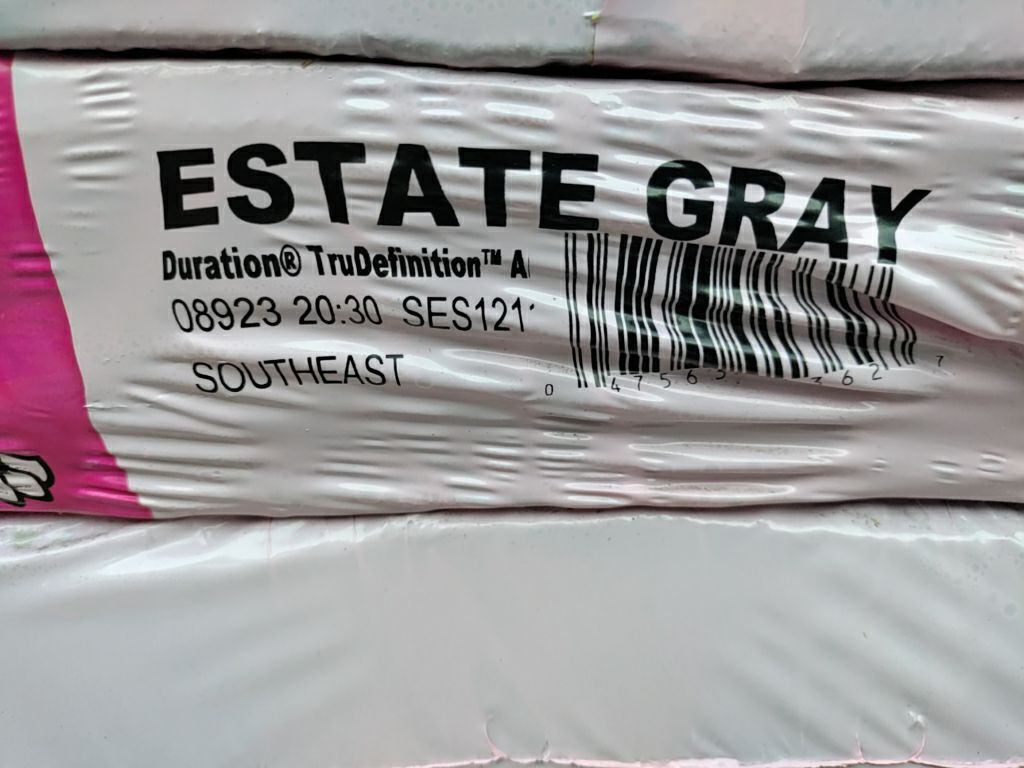 ESTATE GRAY
Duration® TruDefinition™ A
08923 20:30 SES121
SOUTHEAST